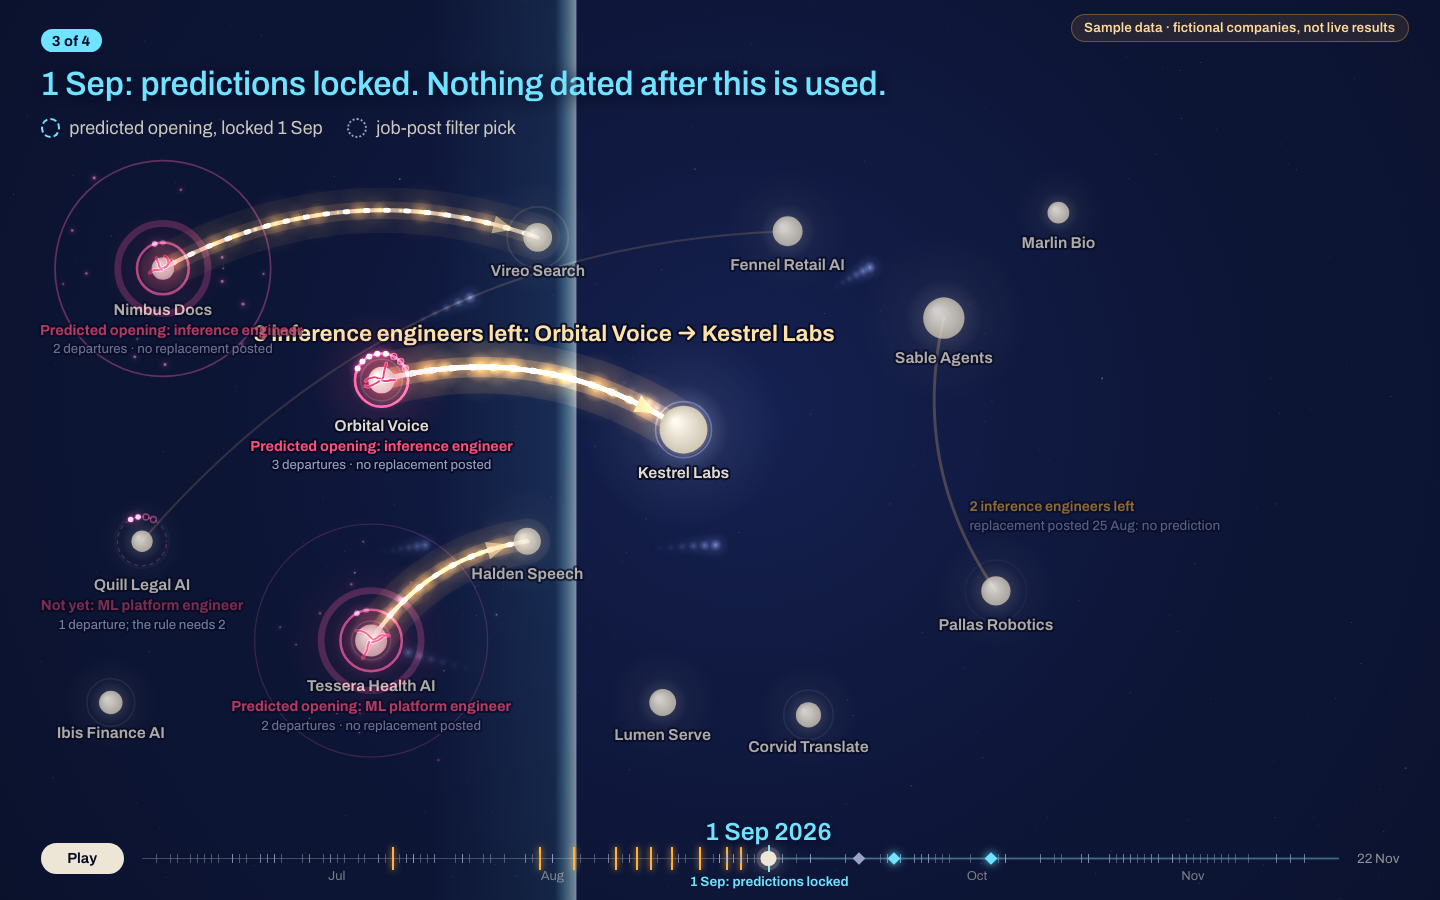 3 of 4
Sample data · fictional companies, not live results
1 Sep: predictions locked. Nothing dated after this is used.
predicted opening, locked 1 Sep
job-post filter pick
Marlin Bio
Fennel Retail AI
Vireo Search
Nimbus Docs
Predicted opening: inference engineer
2 departures · no replacement posted
3 inference engineers left: Orbital Voice → Kestrel Labs
Sable Agents
Orbital Voice
Predicted opening: inference engineer
3 departures · no replacement posted
Kestrel Labs
2 inference engineers left
replacement posted 25 Aug: no prediction
Halden Speech
Quill Legal AI
Not yet: ML platform engineer
1 departure; the rule needs 2
Pallas Robotics
Tessera Health AI
Predicted opening: ML platform engineer
2 departures · no replacement posted
Ibis Finance AI
Lumen Serve
Corvid Translate
1 Sep 2026
Play
22 Nov
Jul
Aug
1 Sep: predictions locked
Oct
Nov